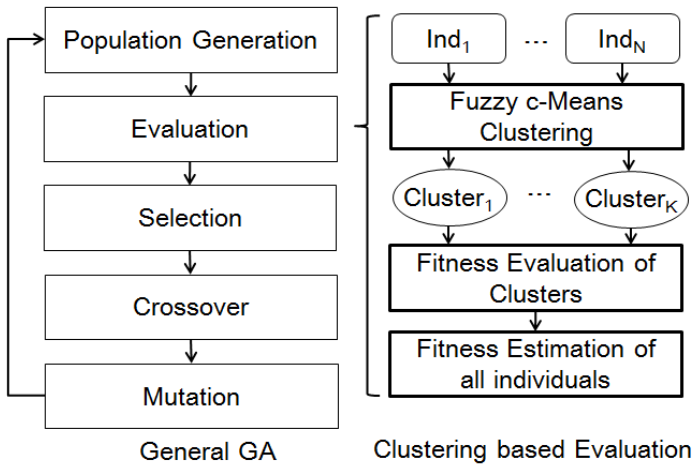 Population Generation
Evaluation
Selection
Crossover
Mutation
General GA
Ind1 ... IndN
Fuzzy c-Means
Clustering
Cluster1 ... ClusterK
Fitness Evaluation of
Clusters
Fitness Estimation of
all individuals
Clustering based Evaluation